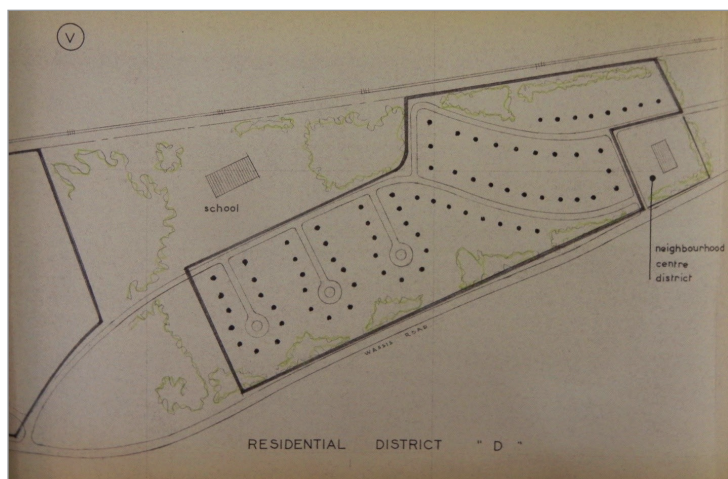 V
school
neighbourhood
centre
district
RESIDENTIAL DISTRICT "D"